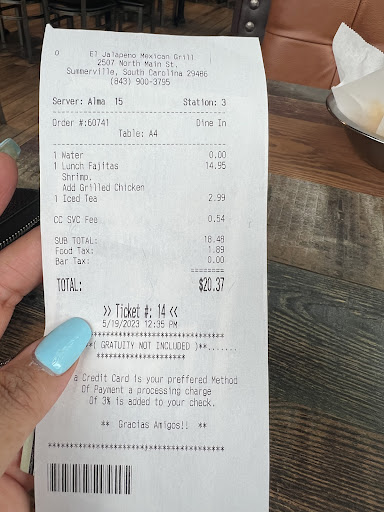 El Jalapeno Mexican Grill
2507 North Main St.
Summerville, South Carolina 29486
(843) 900-3795
Server: Alma 15 Station: 3
Order #:60741 Dine In
Table: A4
1 Water 0.00
1 Lunch Fajitas 14.95
Shrimp.
Add Grilled Chicken
1 Iced Tea 2.99
CC SVC Fee 0.54
SUB TOTAL: 18.48
Food Tax: 1.89
Bar Tax: 0.00
========
TOTAL: $20.37
>> Ticket #: 14 <<
5/19/2023 12:35 PM
**********************************
**( GRATUITY NOT INCLUDED )**.......
********************
a Credit Card is your preffered Method
Of Payment a processing charge
Of 3% is added to your check.
** Gracias Amigos!! **
**********************************